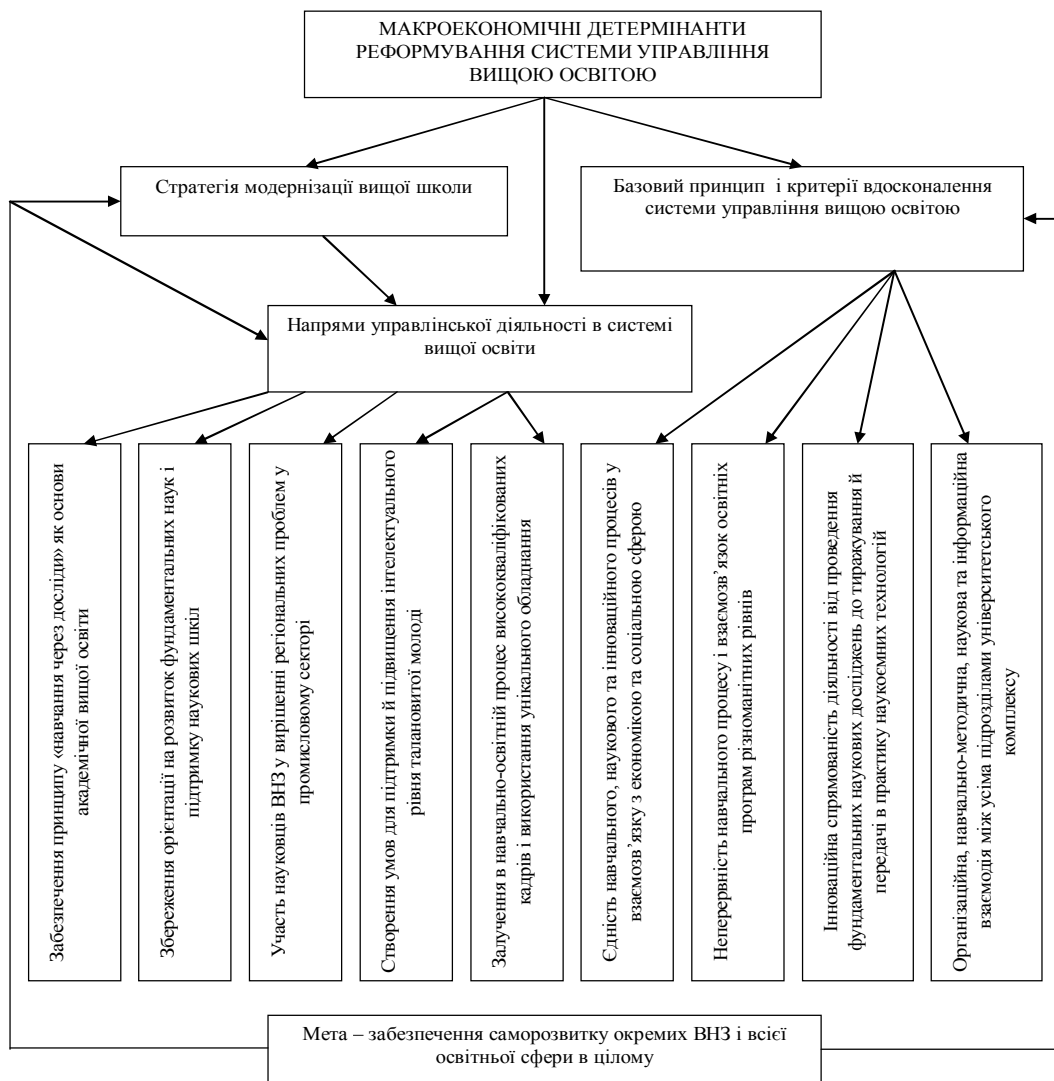 МАКРОЕКОНОМІЧНІ ДЕТЕРМІНАНТИ
РЕФОРМУВАННЯ СИСТЕМИ УПРАВЛІННЯ
ВИЩОЮ ОСВІТОЮ
Стратегія модернізації вищої школи
Базовий принцип і критерії вдосконалення
системи управління вищою освітою
Напрями управлінської діяльності в системі
вищої освіти
Забезпечення принципу «навчання через досліди» як основи
академічної вищої освіти
Збереження орієнтації на розвиток фундаментальних наук і
підтримку наукових шкіл
Участь науковців ВНЗ у вирішенні регіональних проблем у
промисловому секторі
Створення умов для підтримки й підвищення інтелектуального
рівня талановитої молоді
Залучення в навчально-освітній процес висококваліфікованих
кадрів і використання унікального обладнання
Єдність навчального, наукового та інноваційного процесів у
взаємозв’язку з економікою та соціальною сферою
Неперервність навчального процесу і взаємозв’язок освітніх
програм різноманітних рівнів
Інноваційна спрямованість діяльності від проведення
фундаментальних наукових досліджень до тиражування й
передачі в практику наукоємних технологій
Організаційна, навчально-методична, наукова та інформаційна
взаємодія між усіма підрозділами університетського
комплексу
Мета – забезпечення саморозвитку окремих ВНЗ і всієї
освітньої сфери в цілому